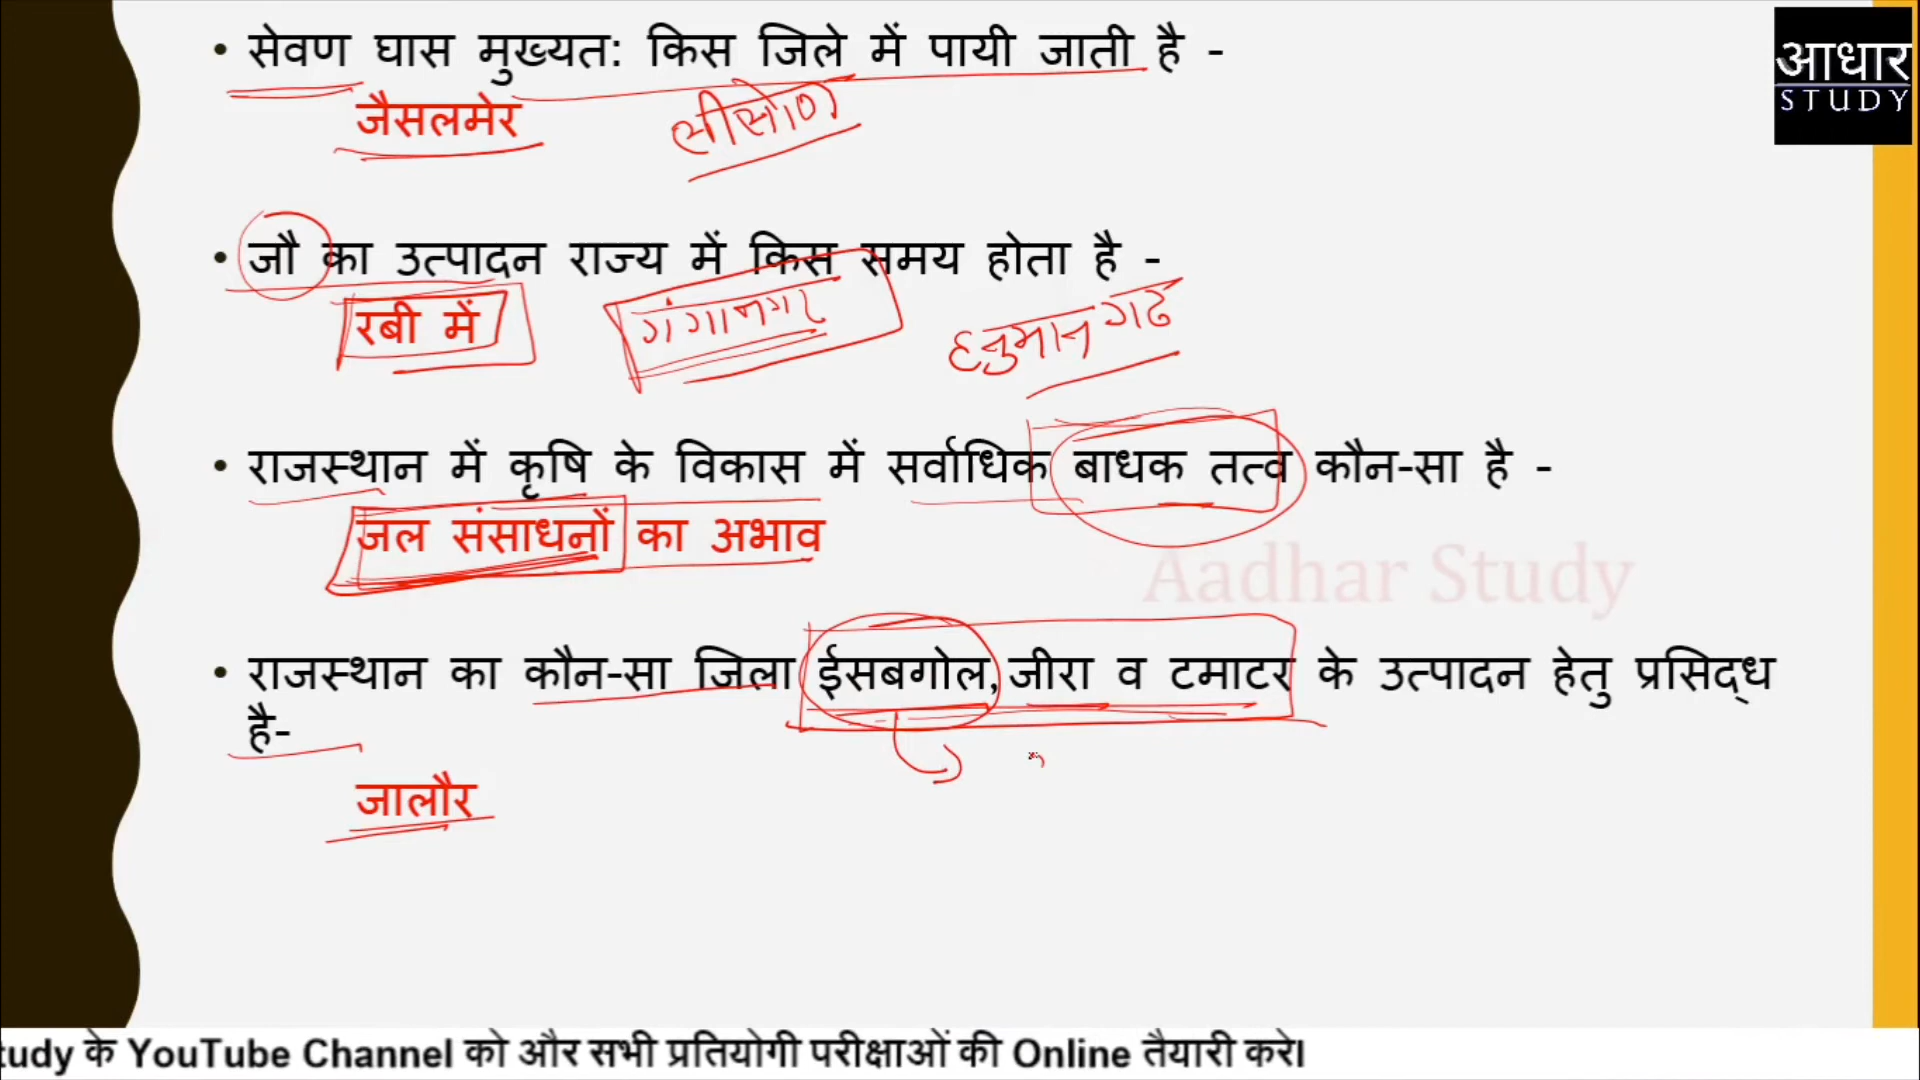 • सेवण घास मुख्यत: किस जिले में पायी जाती है -
जैसलमेर
लीलोण
आधार
STUDY
• जौ का उत्पादन राज्य में किस समय होता है -
रबी में
गंगानगर
हनुमानगढ
• राजस्थान में कृषि के विकास में सर्वाधिक बाधक तत्व कौन-सा है -
जल संसाधनों का अभाव
Aadhar Study
• राजस्थान का कौन-सा जिला ईसबगोल,जीरा व टमाटर के उत्पादन हेतु प्रसिद्ध
है-
जालौर
tudy के YouTube Channel को और सभी प्रतियोगी परीक्षाओं की Online तैयारी करे।